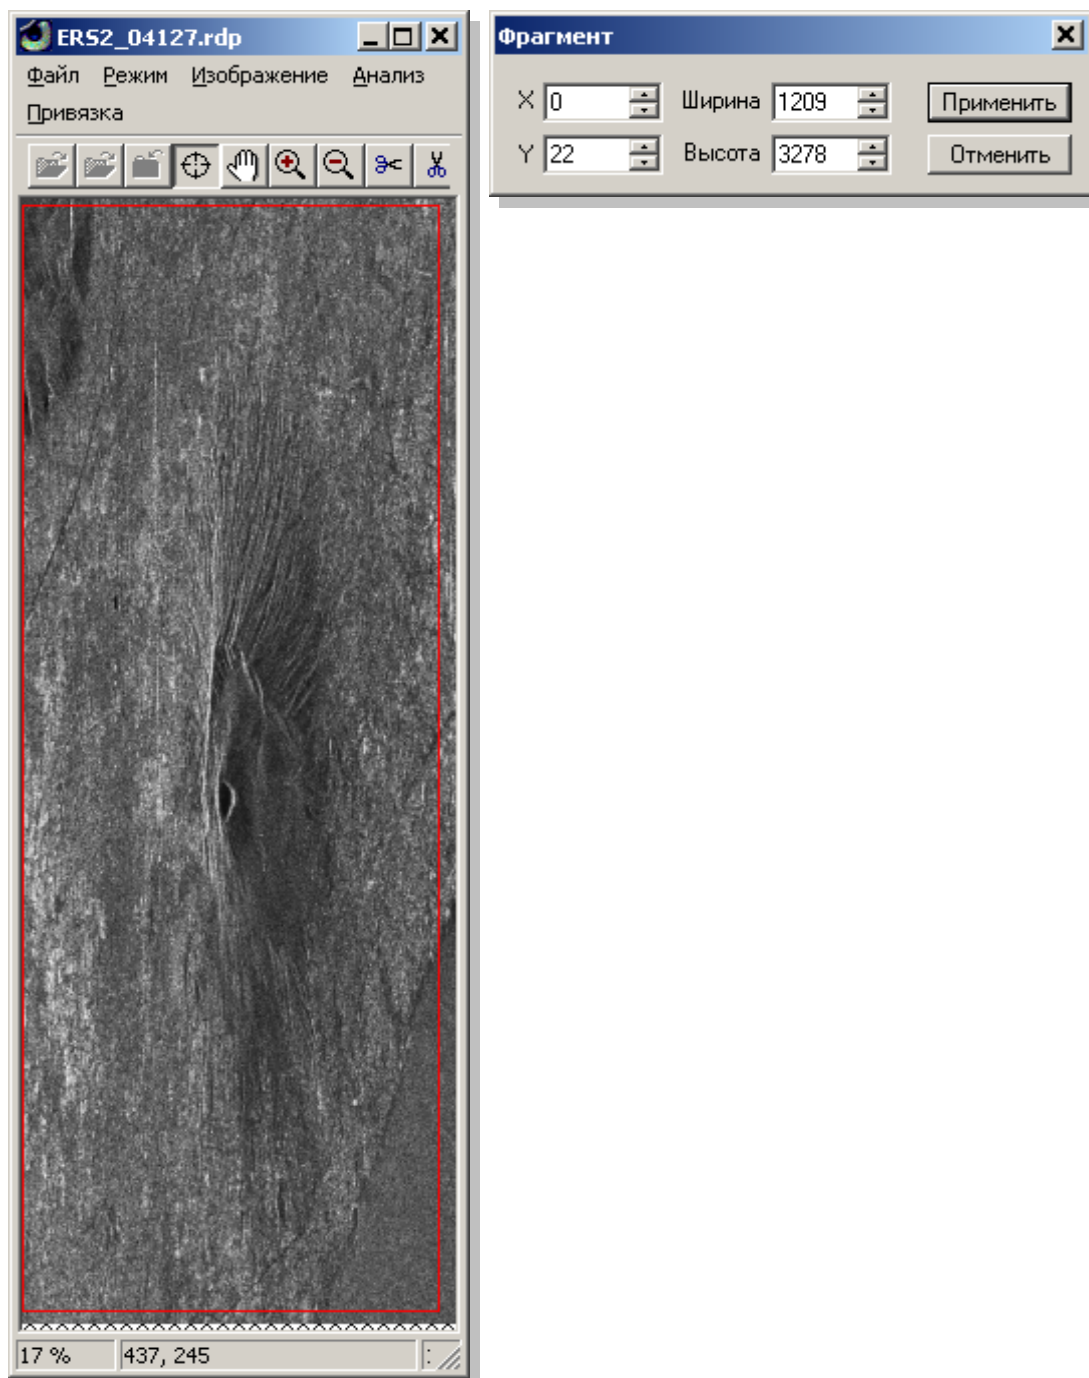 ERS2_04127.rdp
Файл Режим Изображение Анализ
Привязка
17 % 437, 245 :
Фрагмент
X 0 Ширина 1209 Применить
Y 22 Высота 3278 Отменить